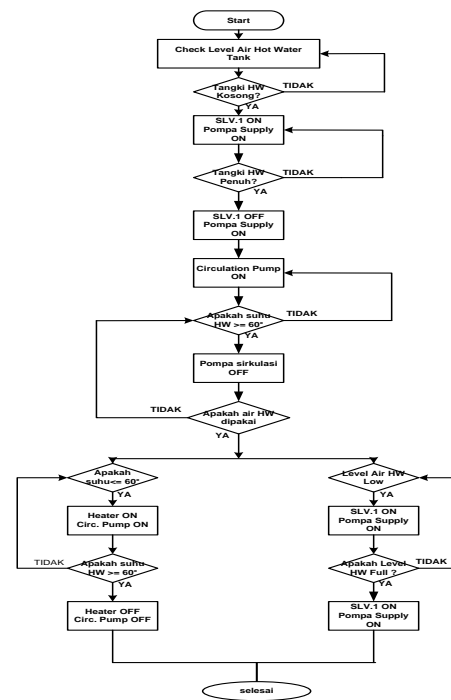 Start
Check Level Air Hot Water
Tank
Tangki HW
Kosong?
TIDAK
YA
SLV.1 ON
Pompa Supply
ON
Tangki HW
Penuh?
TIDAK
YA
SLV.1 OFF
Pompa Supply
ON
Circulation Pump
ON
Apakah suhu
HW >= 60°
TIDAK
YA
Pompa sirkulasi
OFF
Apakah air HW
dipakai
TIDAK
YA
Apakah
suhu<= 60°
YA
Heater ON
Circ. Pump ON
Apakah suhu
HW >= 60°
TIDAK
YA
Heater OFF
Circ. Pump OFF
Level Air HW
Low
YA
SLV.1 ON
Pompa Supply
ON
Apakah Level
HW Full ?
TIDAK
YA
SLV.1 ON
Pompa Supply
ON
selesai